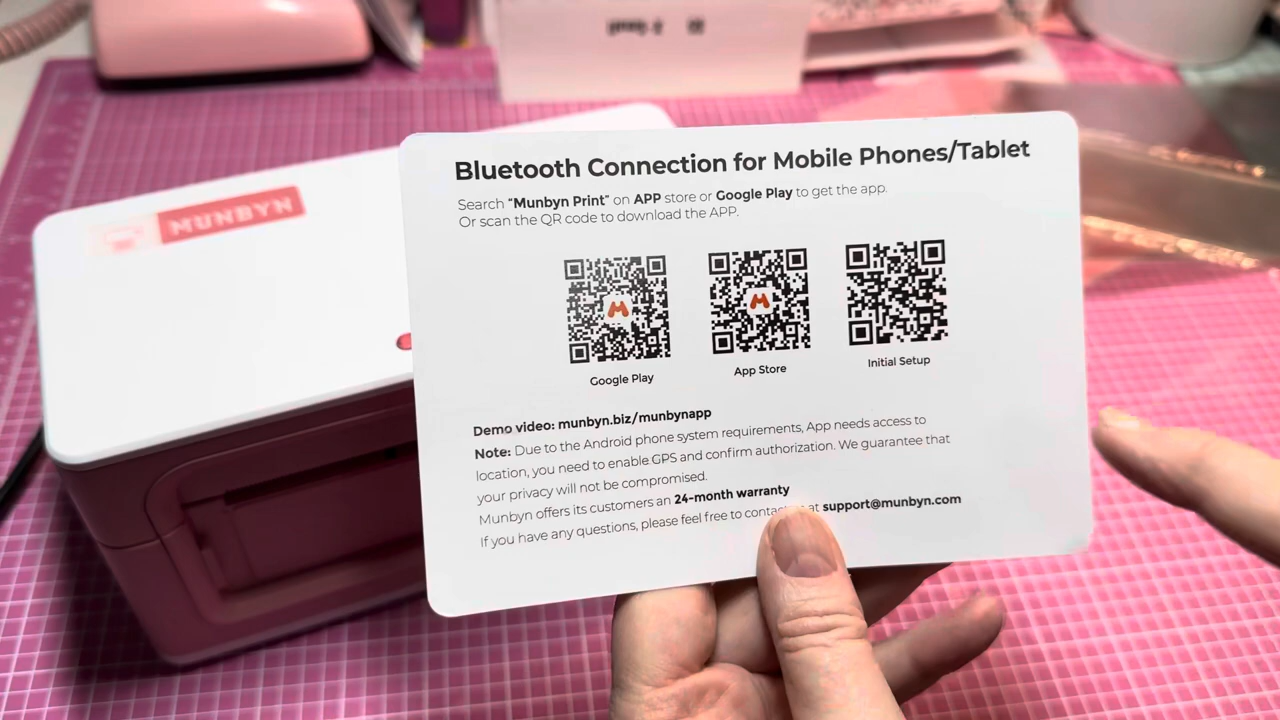 MUNBYN
Bluetooth Connection for Mobile Phones/Tablet
Search “Munbyn Print” on APP store or Google Play to get the app.
Or scan the QR code to download the APP.
Google Play
App Store
Initial Setup
Demo video: munbyn.biz/munbynapp
Note: Due to the Android phone system requirements, App needs access to
location, you need to enable GPS and confirm authorization. We guarantee that
your privacy will not be compromised.
Munbyn offers its customers an 24-month warranty
If you have any questions, please feel free to at support@munbyn.com